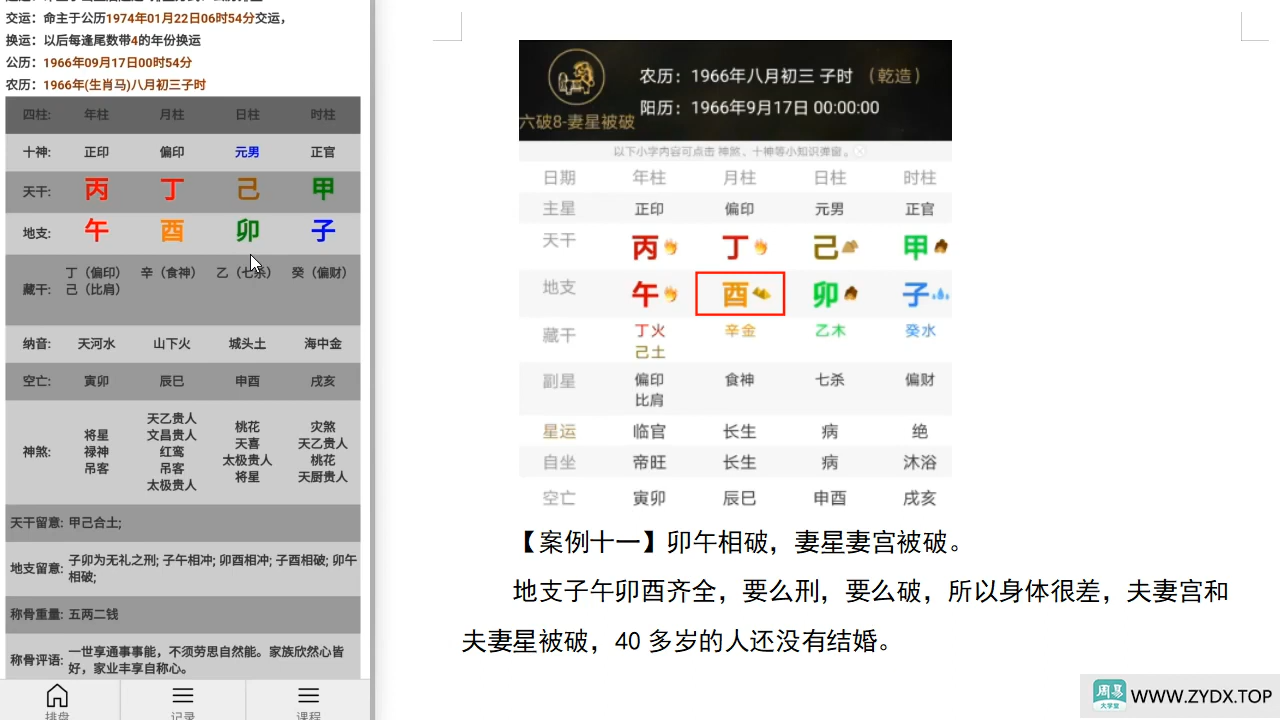 交运：命主于公历1974年01月22日06时54分交运，
换运：以后每逢尾数带4的年份换运
公历：1966年09月17日00时54分
农历：1966年(生肖马)八月初三子时
四柱: 年柱 月柱 日柱 时柱
十神: 正印 偏印 元男 正官
天干: 丙 丁 己 甲
地支: 午 酉 卯 子
藏干: 丁（偏印） 辛（食神） 乙（七杀） 癸（偏财）
己（比肩）
纳音: 天河水 山下火 城头土 海中金
空亡: 寅卯 辰巳 申酉 戌亥
神煞: 将星 禄神 吊客 天乙贵人 文昌贵人 红鸾 吊客 太极贵人 桃花 天喜 太极贵人 将星 灾煞 天乙贵人 桃花 天厨贵人
天干留意: 甲己合土;
地支留意: 子卯为无礼之刑; 子午相冲; 卯酉相冲; 子酉相破; 卯午
相破;
称骨重量: 五两二钱
称骨评语: 一世享通事事能，不须劳思自然能。家族欣然心皆
好，家业丰享自称心。
排盘 记录 课程
农历：1966年八月初三 子时 （乾造）
阳历：1966年9月17日 00:00:00
六破8-妻星被破
以下小字内容可点击 神煞、十神等小知识弹窗。
日期 年柱 月柱 日柱 时柱
主星 正印 偏印 元男 正官
天干 丙 丁 己 甲
地支 午 酉 卯 子
藏干 丁火 辛金 乙木 癸水
己土
副星 偏印 食神 七杀 偏财
比肩
星运 临官 长生 病 绝
自坐 帝旺 长生 病 沐浴
空亡 寅卯 辰巳 申酉 戌亥
【案例十一】卯午相破，妻星妻宫被破。
地支子午卯酉齐全，要么刑，要么破，所以身体很差，夫妻宫和
夫妻星被破，40 多岁的人还没有结婚。
周易
大学堂
WWW.ZYDX.TOP